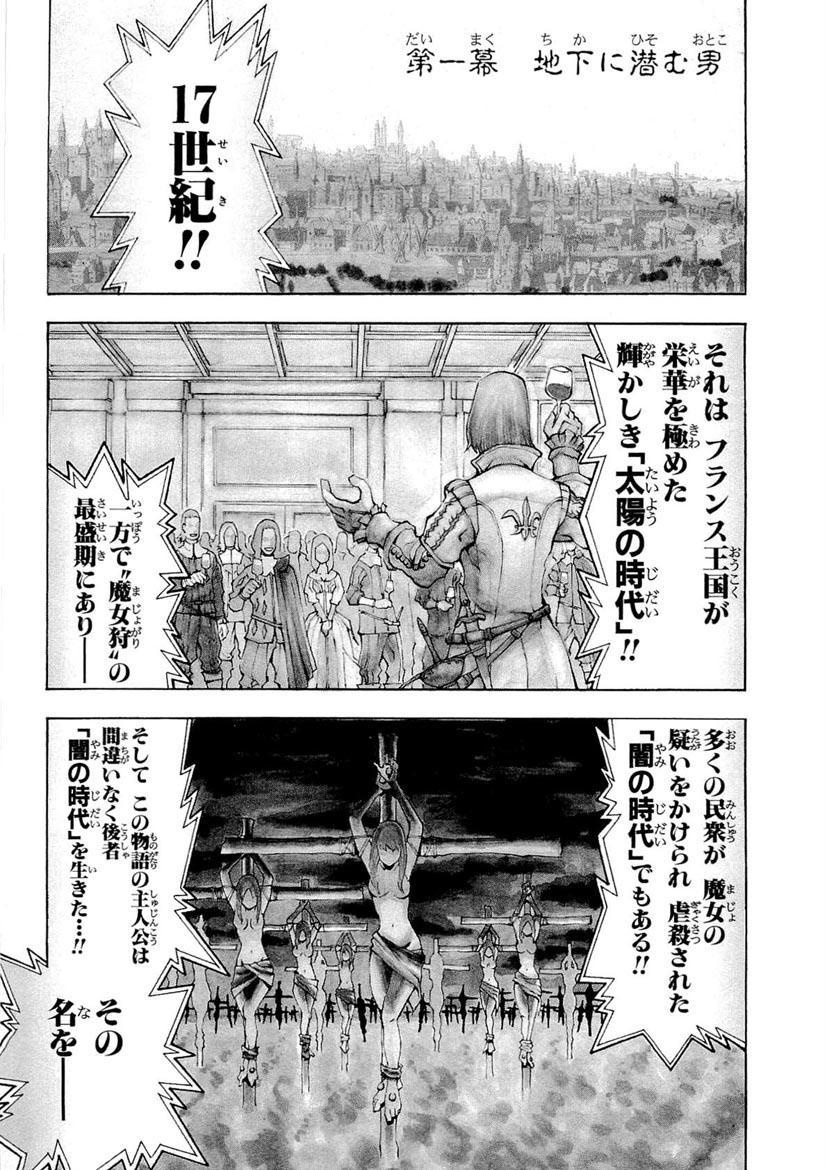 第一幕　地下に潜む男
17世紀!!
それは フランス王国が
栄華を極めた
輝かしき「太陽の時代」!!
一方で〝魔女狩〟の
最盛期にあり――
多くの民衆が 魔女の
疑いをかけられ 虐殺された
「闇の時代」でもある!!
そして この物語の主人公は
間違いなく後者
「闇の時代」を生きた…!!
その
名を――